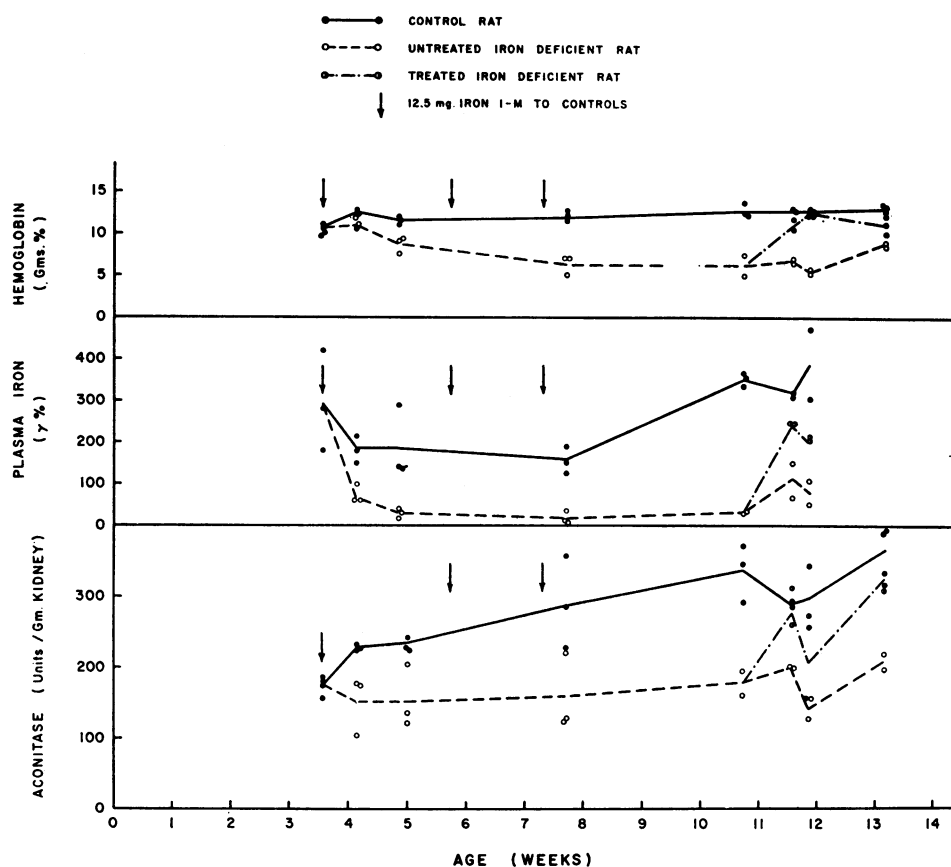 CONTROL RAT
UNTREATED IRON DEFICIENT RAT
TREATED IRON DEFICIENT RAT
12.5 mg. IRON I-M TO CONTROLS
HEMOGLOBIN
(Gms. %)
15
10
5
0
PLASMA IRON
(γ %)
400
300
200
100
0
ACONITASE (Units / Gm. KIDNEY)
300
200
100
0
0 1 2 3 4 5 6 7 8 9 10 11 12 13 14
AGE (WEEKS)